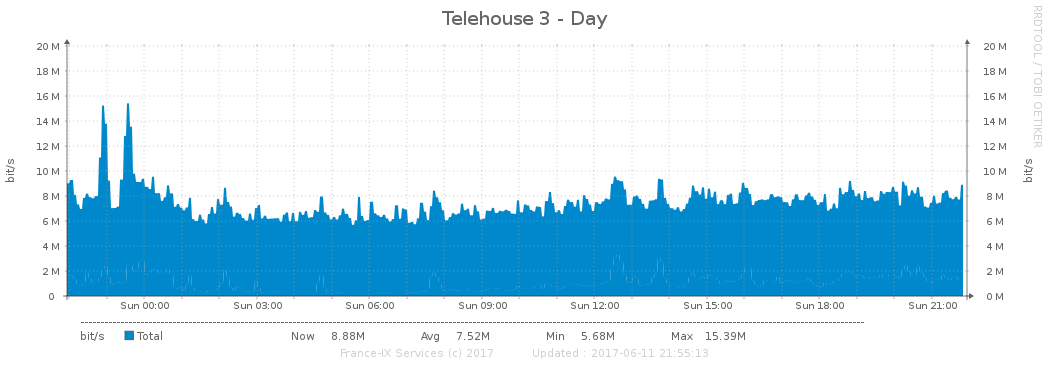 Telehouse 3 - Day
RRDTOOL / TOBI OETIKER
bit/s
20 M 20 M
18 M 18 M
16 M 16 M
14 M 14 M
12 M 12 M
10 M 10 M
8 M 8 M
6 M 6 M
4 M 4 M
2 M 2 M
0 0 M
bit/s
Sun 00:00 Sun 03:00 Sun 06:00 Sun 09:00 Sun 12:00 Sun 15:00 Sun 18:00 Sun 21:00
bit/s Total Now 8.88M Avg 7.52M Min 5.68M Max 15.39M
France-IX Services (c) 2017 Updated : 2017-06-11 21:55:13